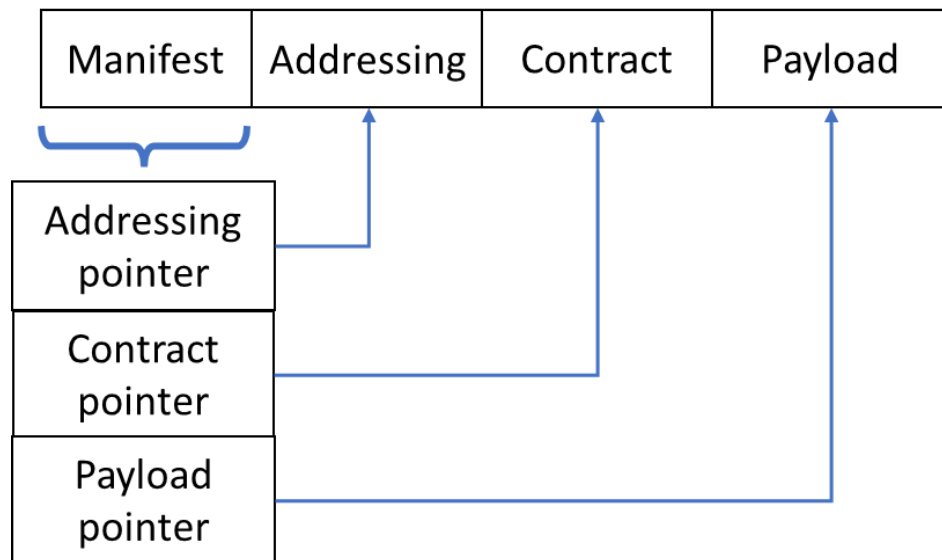 Manifest Addressing Contract Payload
Addressing
pointer
Contract
pointer
Payload
pointer